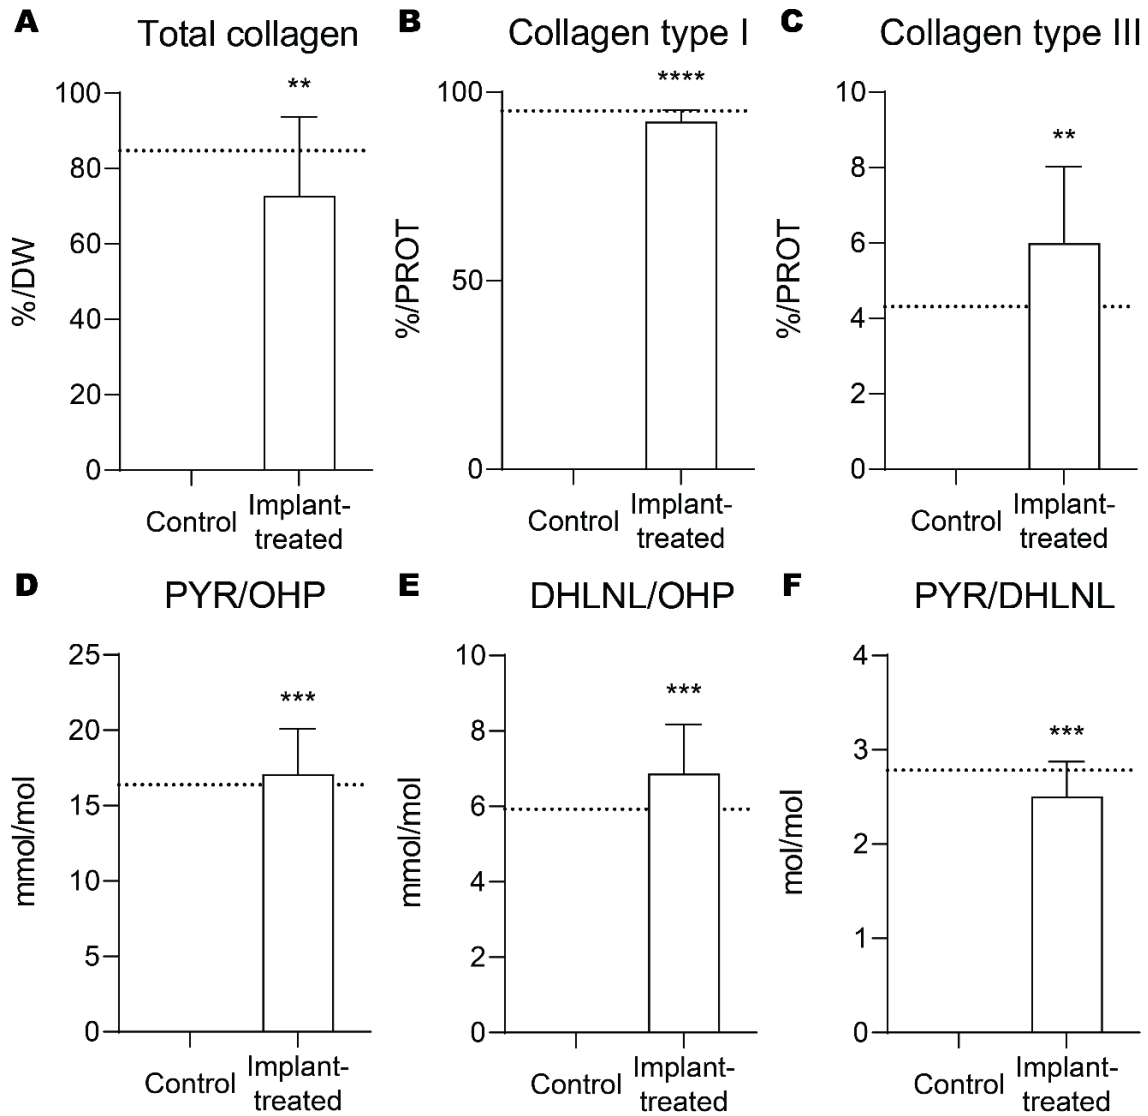 A Total collagen
**
100
80
60
40
20
0
%/DW
Control
Implant-
treated
B Collagen type I
****
100
50
0
%/PROT
Control
Implant-
treated
C Collagen type III
**
10
8
6
4
2
0
%/PROT
Control
Implant-
treated
D PYR/OHP
***
25
20
15
10
5
0
mmol/mol
Control
Implant-
treated
E DHLNL/OHP
***
10
8
6
4
2
0
mmol/mol
Control
Implant-
treated
F PYR/DHLNL
***
4
3
2
1
0
mol/mol
Control
Implant-
treated